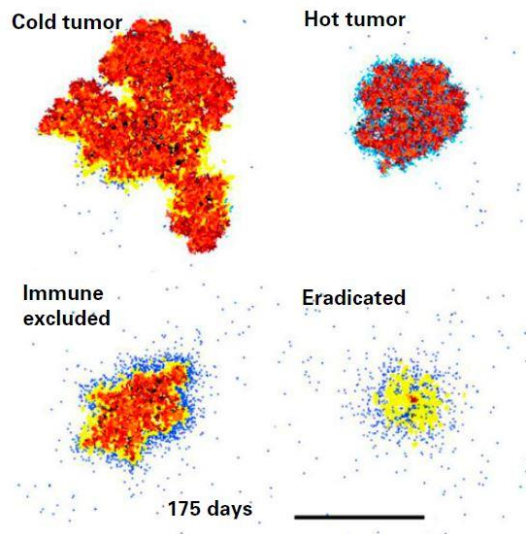 Cold tumor
Hot tumor
Immune
excluded
Eradicated
175 days